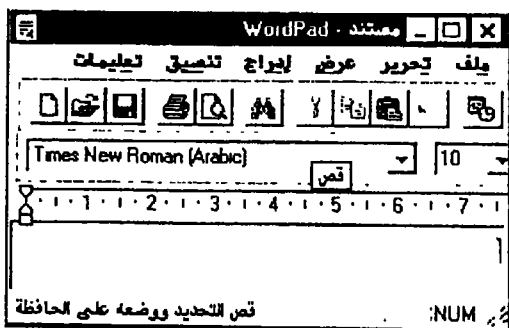 مستند - WordPad
ملف تحرير عرض إدراج تنسيق تعليمات
Times New Roman (Arabic) 10
قص
1 2 3 4 5 6 7
قص التحديد ووضعه على الحافظة NUM